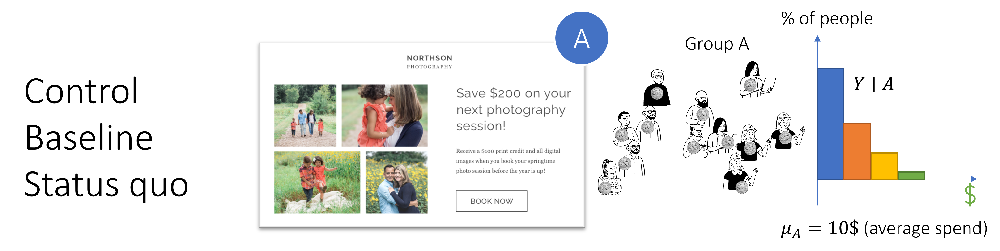 Control
Baseline
Status quo
NORTHSON
PHOTOGRAPHY
Save $200 on your
next photography
session!
Receive a $100 print credit and all digital
images when you book your springtime
photo session before the year is up!
BOOK NOW
A
Group A
% of people
Y | A
$
μ_A = 10$ (average spend)